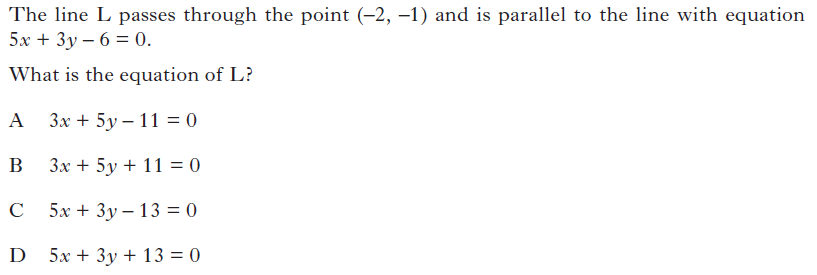 The line L passes through the point (–2, –1) and is parallel to the line with equation
5x + 3y – 6 = 0.
What is the equation of L?
A 3x + 5y – 11 = 0
B 3x + 5y + 11 = 0
C 5x + 3y – 13 = 0
D 5x + 3y + 13 = 0